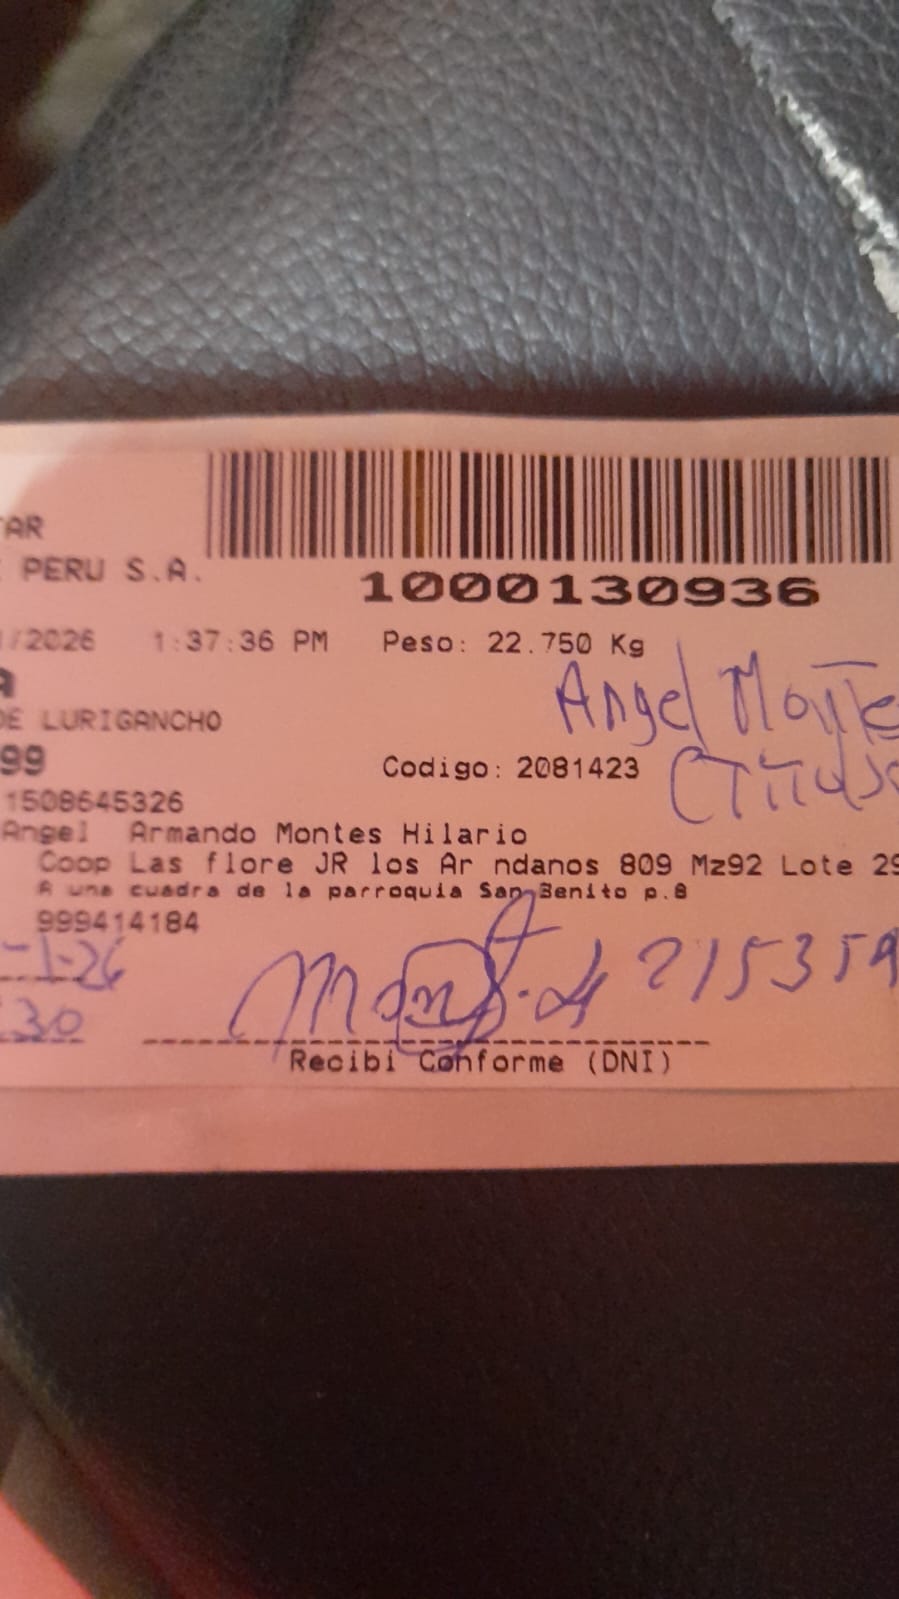 TAR
PERU S.A.
1000130936
/2026 1:37:36 PM Peso: 22.750 Kg
A
Angel Monte
DE LURIGANCHO
99
Codigo: 2081423
1508645326
Angel Armando Montes Hilario
Coop Las flore JR los Ar ndanos 809 Mz92 Lote 29
A una cuadra de la parroquia San Benito p.8
999414184
-1-26
30
Recibi Conforme (DNI)